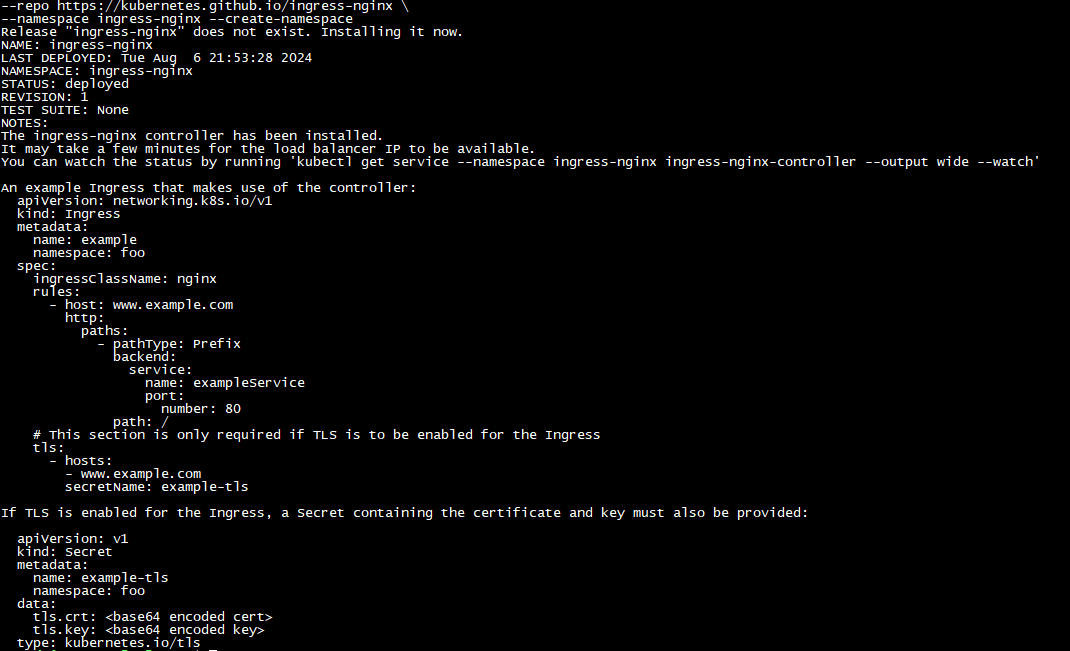 --repo https://kubernetes.github.io/ingress-nginx \
--namespace ingress-nginx --create-namespace
Release "ingress-nginx" does not exist. Installing it now.
NAME: ingress-nginx
LAST DEPLOYED: Tue Aug  6 21:53:28 2024
NAMESPACE: ingress-nginx
STATUS: deployed
REVISION: 1
TEST SUITE: None
NOTES:
The ingress-nginx controller has been installed.
It may take a few minutes for the load balancer IP to be available.
You can watch the status by running 'kubectl get service --namespace ingress-nginx ingress-nginx-controller --output wide --watch'

An example Ingress that makes use of the controller:
  apiVersion: networking.k8s.io/v1
  kind: Ingress
  metadata:
    name: example
    namespace: foo
  spec:
    ingressClassName: nginx
    rules:
      - host: www.example.com
        http:
          paths:
            - pathType: Prefix
              backend:
                service:
                  name: exampleService
                  port:
                    number: 80
              path: /
    # This section is only required if TLS is to be enabled for the Ingress
    tls:
      - hosts:
        - www.example.com
        secretName: example-tls

If TLS is enabled for the Ingress, a Secret containing the certificate and key must also be provided:

  apiVersion: v1
  kind: Secret
  metadata:
    name: example-tls
    namespace: foo
  data:
    tls.crt: <base64 encoded cert>
    tls.key: <base64 encoded key>
  type: kubernetes.io/tls